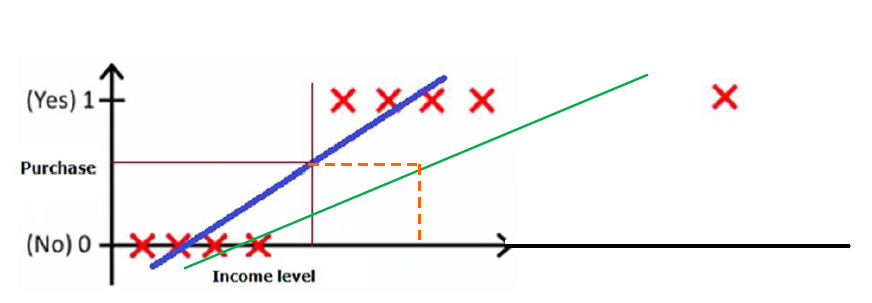 (Yes) 1
Purchase
(No) 0
Income level